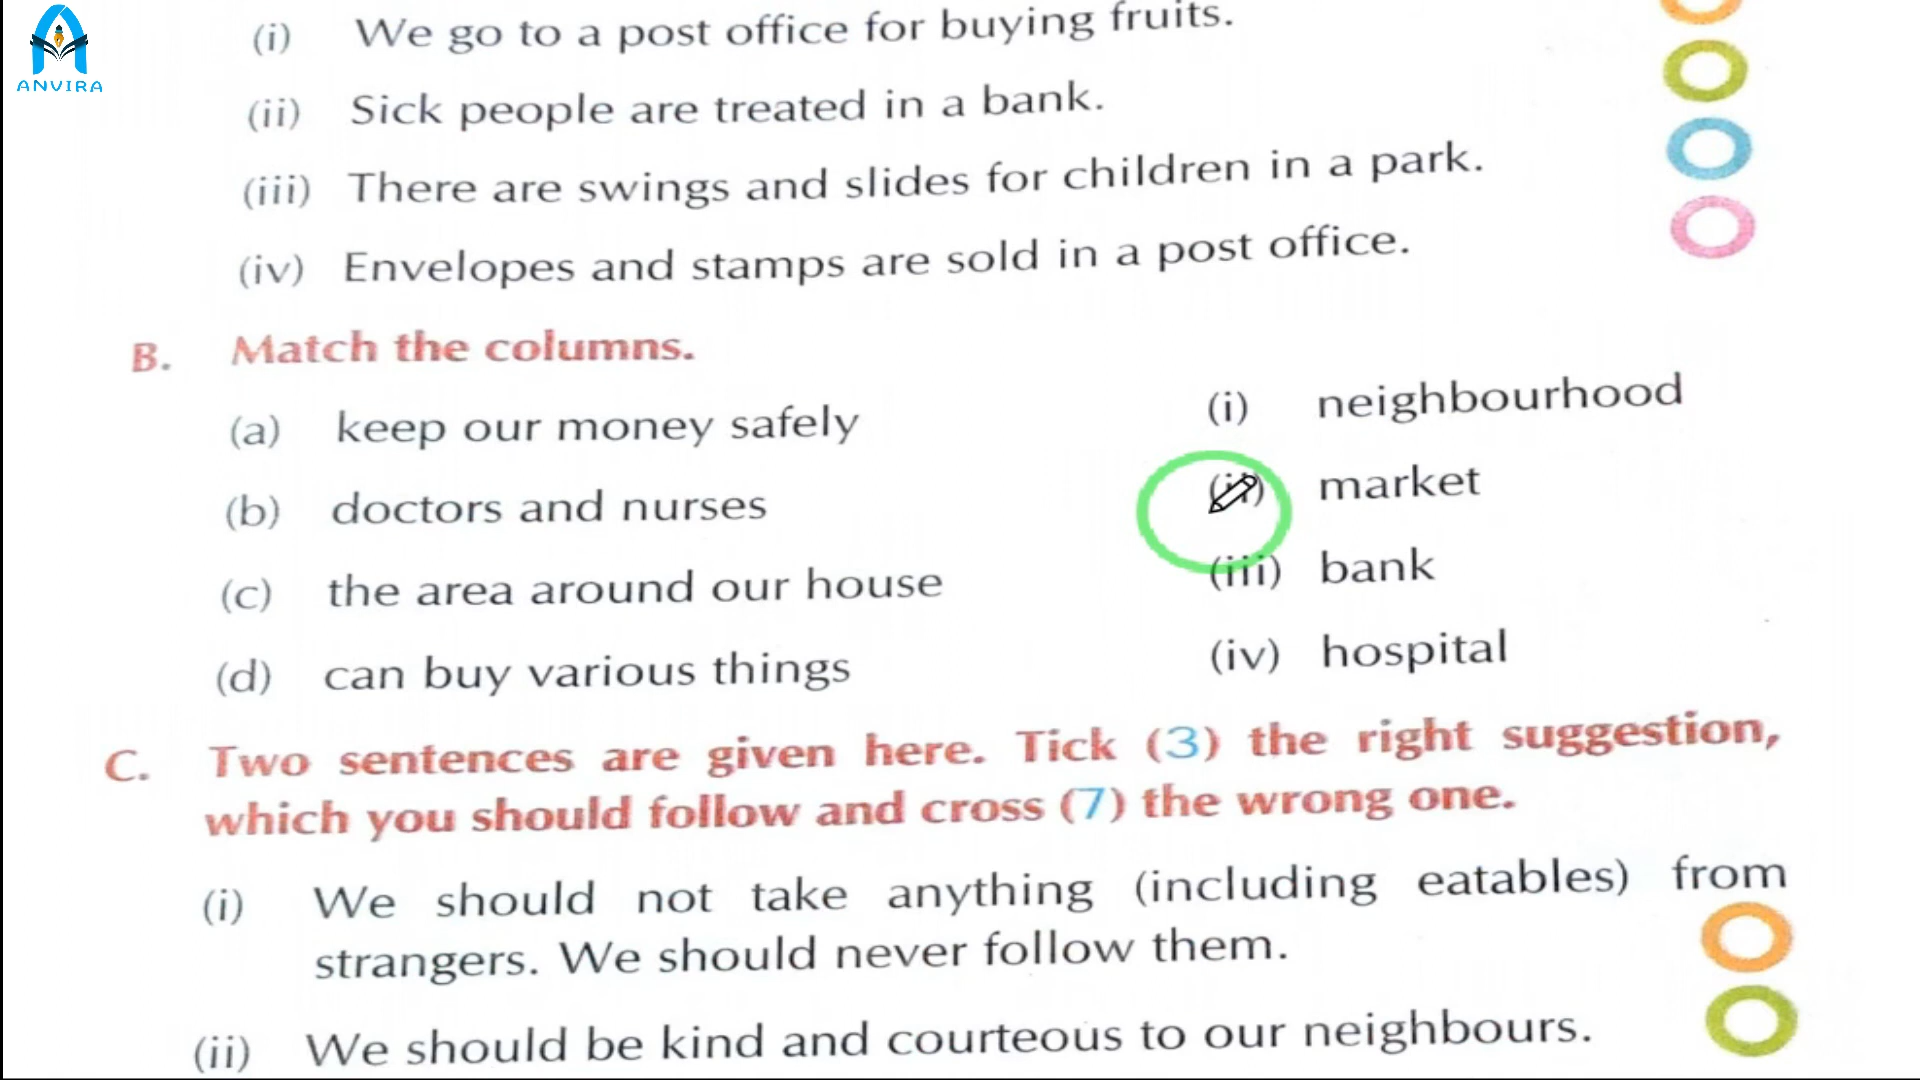 ANVIRA
(i) We go to a post office for buying fruits.
(ii) Sick people are treated in a bank.
(iii) There are swings and slides for children in a park.
(iv) Envelopes and stamps are sold in a post office.
B. Match the columns.
(a) keep our money safely (i) neighbourhood
(b) doctors and nurses (ii) market
(c) the area around our house (iii) bank
(d) can buy various things (iv) hospital
C. Two sentences are given here. Tick (3) the right suggestion,
which you should follow and cross (7) the wrong one.
(i) We should not take anything (including eatables) from
strangers. We should never follow them.
(ii) We should be kind and courteous to our neighbours.